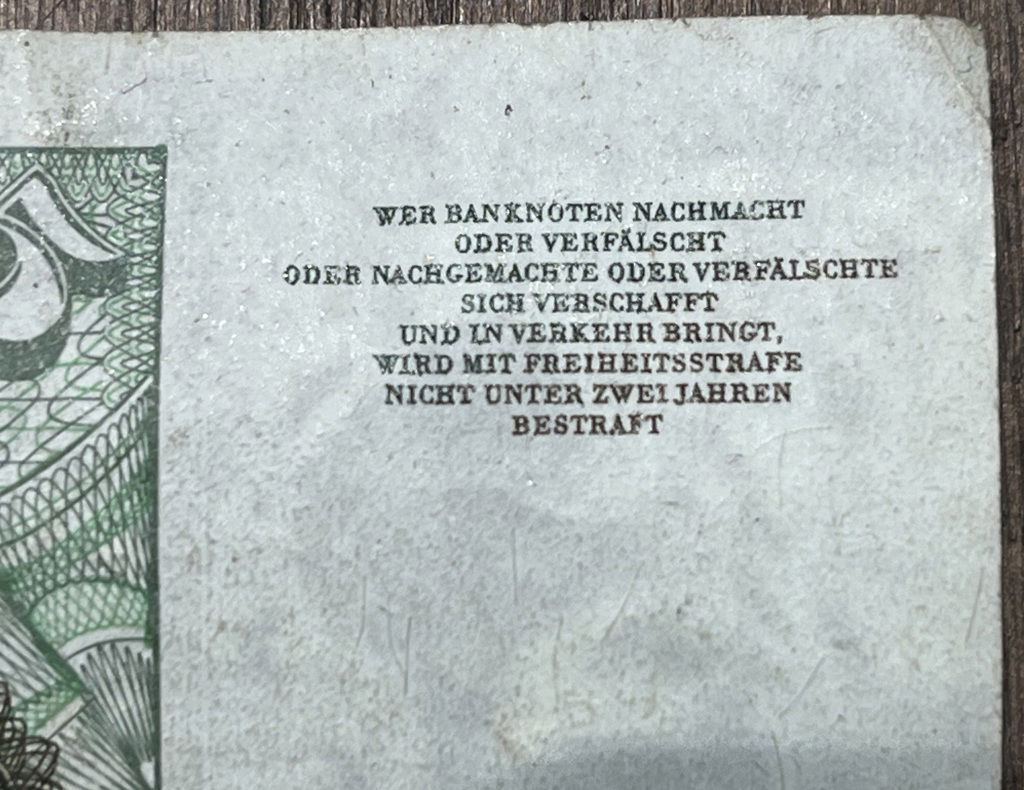 WER BANKNOTEN NACHMACHT
ODER VERFÄLSCHT
ODER NACHGEMACHTE ODER VERFÄLSCHTE
SICH VERSCHAFFT
UND IN VERKEHR BRINGT,
WIRD MIT FREIHEITSSTRAFE
NICHT UNTER ZWEI JAHREN
BESTRAFT